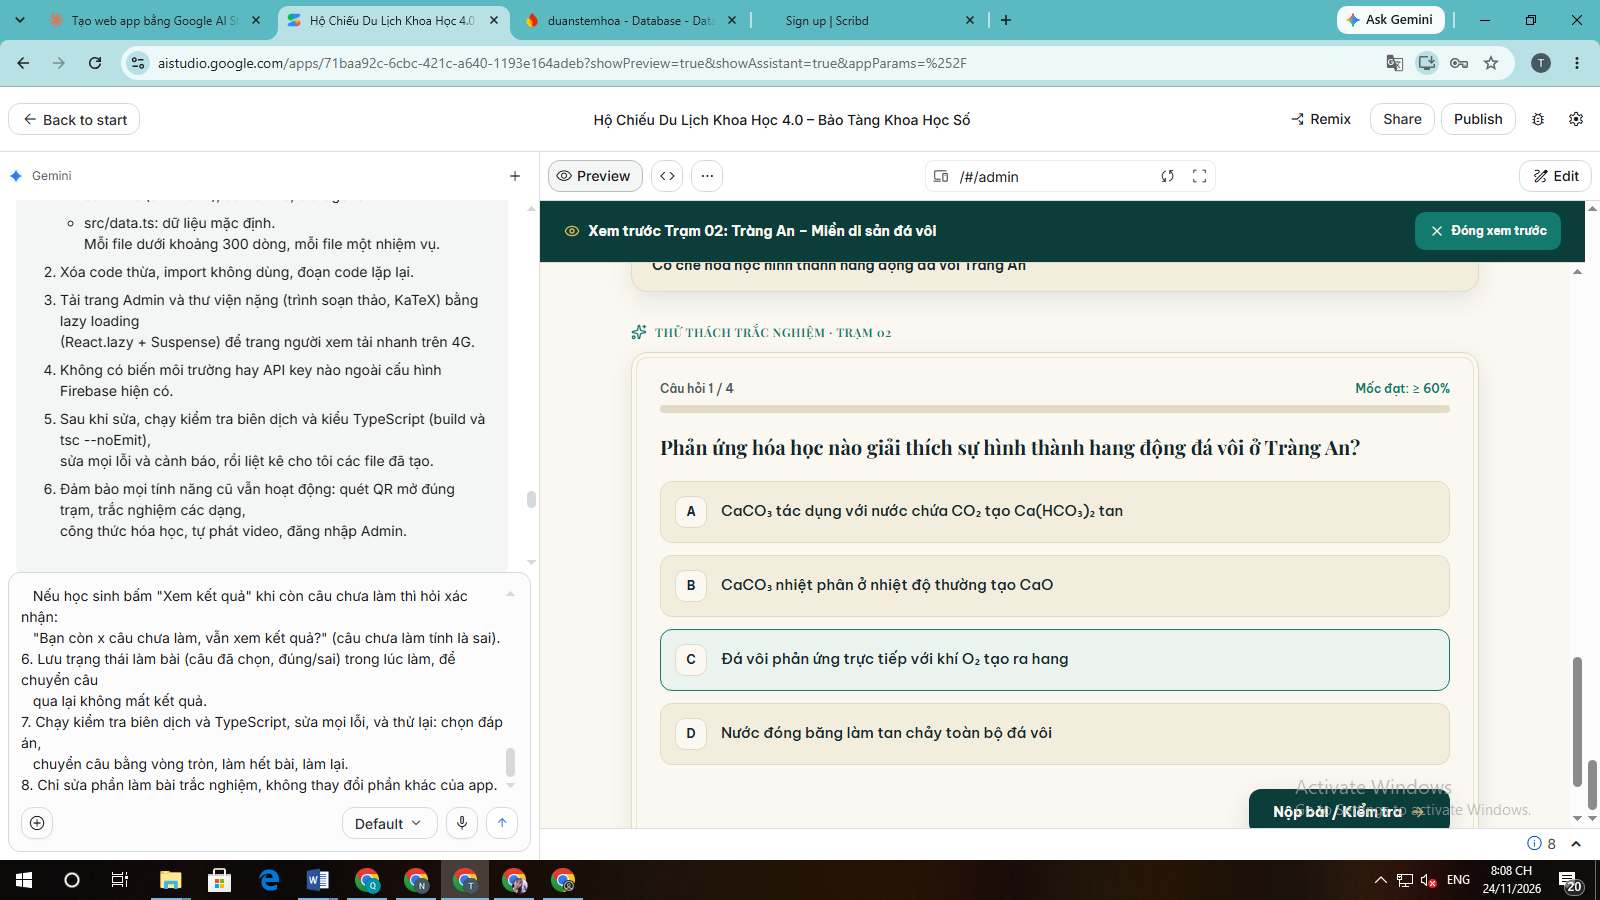 Tạo web app bằng Google AI St
Hộ Chiếu Du Lịch Khoa Học 4.0
duanstemhoa - Database - Data
Sign up | Scribd
Ask Gemini
aistudio.google.com/apps/71baa92c-6cbc-421c-a640-1193e164adeb?showPreview=true&showAssistant=true&appParams=%252F
T
Back to start
Hộ Chiếu Du Lịch Khoa Học 4.0 – Bảo Tàng Khoa Học Số
Remix
Share
Publish
Gemini
Preview
/#/admin
Edit
src/data.ts: dữ liệu mặc định.
Mỗi file dưới khoảng 300 dòng, mỗi file một nhiệm vụ.
2. Xóa code thừa, import không dùng, đoạn code lặp lại.
3. Tải trang Admin và thư viện nặng (trình soạn thảo, KaTeX) bằng
lazy loading
(React.lazy + Suspense) để trang người xem tải nhanh trên 4G.
4. Không có biến môi trường hay API key nào ngoài cấu hình
Firebase hiện có.
5. Sau khi sửa, chạy kiểm tra biên dịch và kiểu TypeScript (build và
tsc --noEmit),
sửa mọi lỗi và cảnh báo, rồi liệt kê cho tôi các file đã tạo.
6. Đảm bảo mọi tính năng cũ vẫn hoạt động: quét QR mở đúng
trạm, trắc nghiệm các dạng,
công thức hóa học, tự phát video, đăng nhập Admin.
Nếu học sinh bấm "Xem kết quả" khi còn câu chưa làm thì hỏi xác
nhận:
"Bạn còn x câu chưa làm, vẫn xem kết quả?" (câu chưa làm tính là sai).
6. Lưu trạng thái làm bài (câu đã chọn, đúng/sai) trong lúc làm, để
chuyển câu
qua lại không mất kết quả.
7. Chạy kiểm tra biên dịch và TypeScript, sửa mọi lỗi, và thử lại: chọn đáp
án,
chuyển câu bằng vòng tròn, làm hết bài, làm lại.
8. Chỉ sửa phần làm bài trắc nghiệm, không thay đổi phần khác của app.
Default
Xem trước Trạm 02: Tràng An – Miền di sản đá vôi
Đóng xem trước
Cơ chế hóa học hình thành hang động đá vôi Tràng An
THỬ THÁCH TRẮC NGHIỆM · TRẠM 02
Câu hỏi 1 / 4
Mốc đạt: ≥ 60%
Phản ứng hóa học nào giải thích sự hình thành hang động đá vôi ở Tràng An?
A CaCO₃ tác dụng với nước chứa CO₂ tạo Ca(HCO₃)₂ tan
B CaCO₃ nhiệt phân ở nhiệt độ thường tạo CaO
C Đá vôi phản ứng trực tiếp với khí O₂ tạo ra hang
D Nước đóng băng làm tan chảy toàn bộ đá vôi
Nộp bài / Kiểm tra
Activate Windows
Go to Settings to activate Windows.
8
ENG
8:08 CH
24/11/2026
20